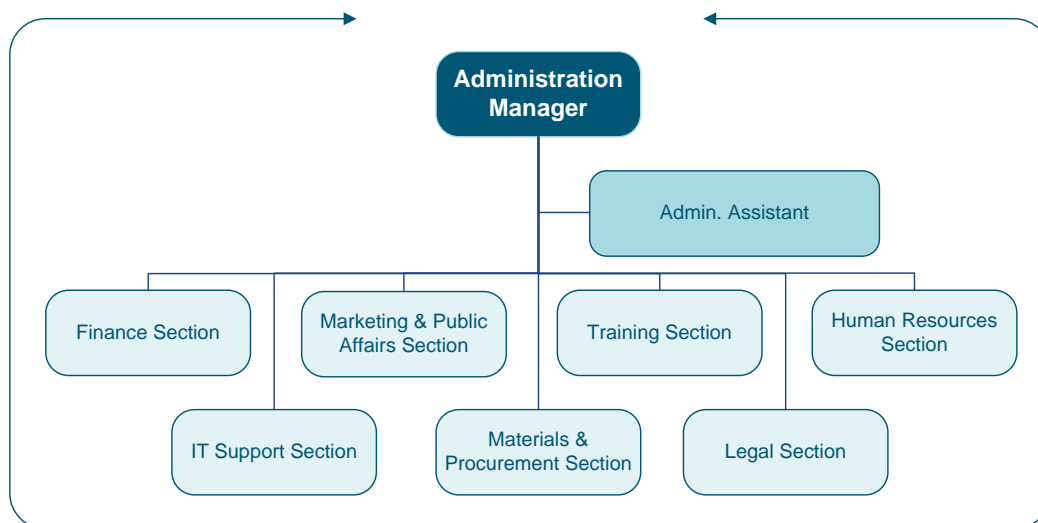 Administration
Manager
Admin. Assistant
Finance Section
Marketing & Public
Affairs Section
Training Section
Human Resources
Section
IT Support Section
Materials &
Procurement Section
Legal Section